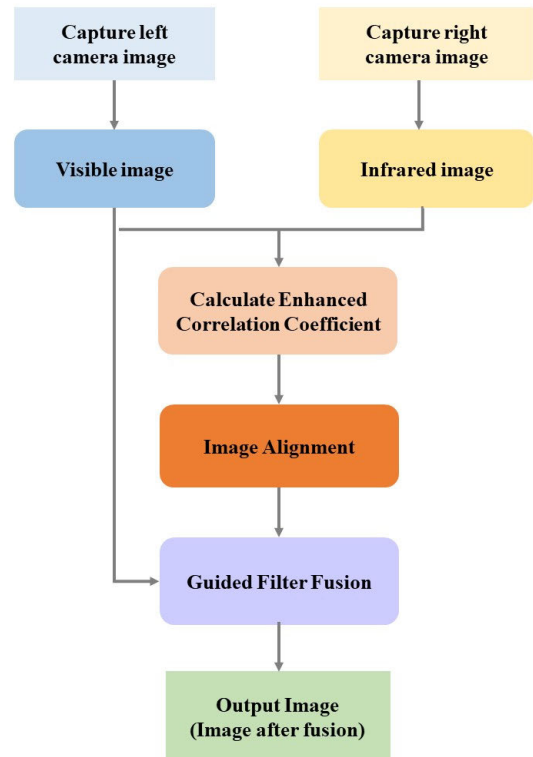 Capture left
camera image
Capture right
camera image
Visible image
Infrared image
Calculate Enhanced
Correlation Coefficient
Image Alignment
Guided Filter Fusion
Output Image
(Image after fusion)